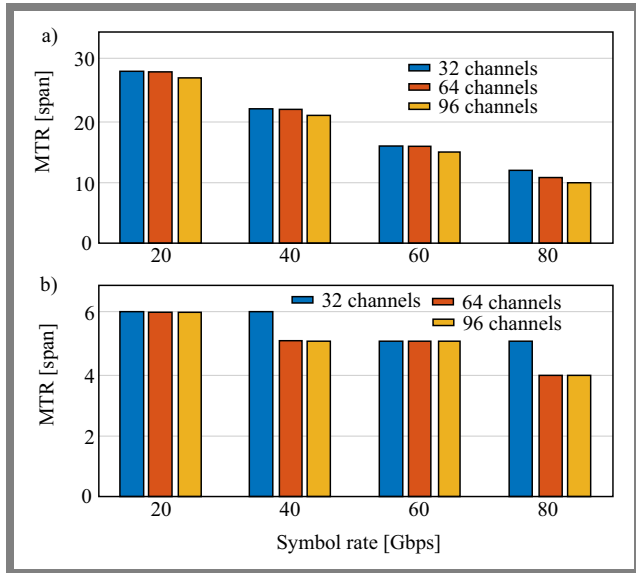 a)
MTR [span]
30
20
10
0
32 channels
64 channels
96 channels
20 40 60 80
b)
MTR [span]
6
4
2
0
32 channels 64 channels
96 channels
20 40 60 80
Symbol rate [Gbps]